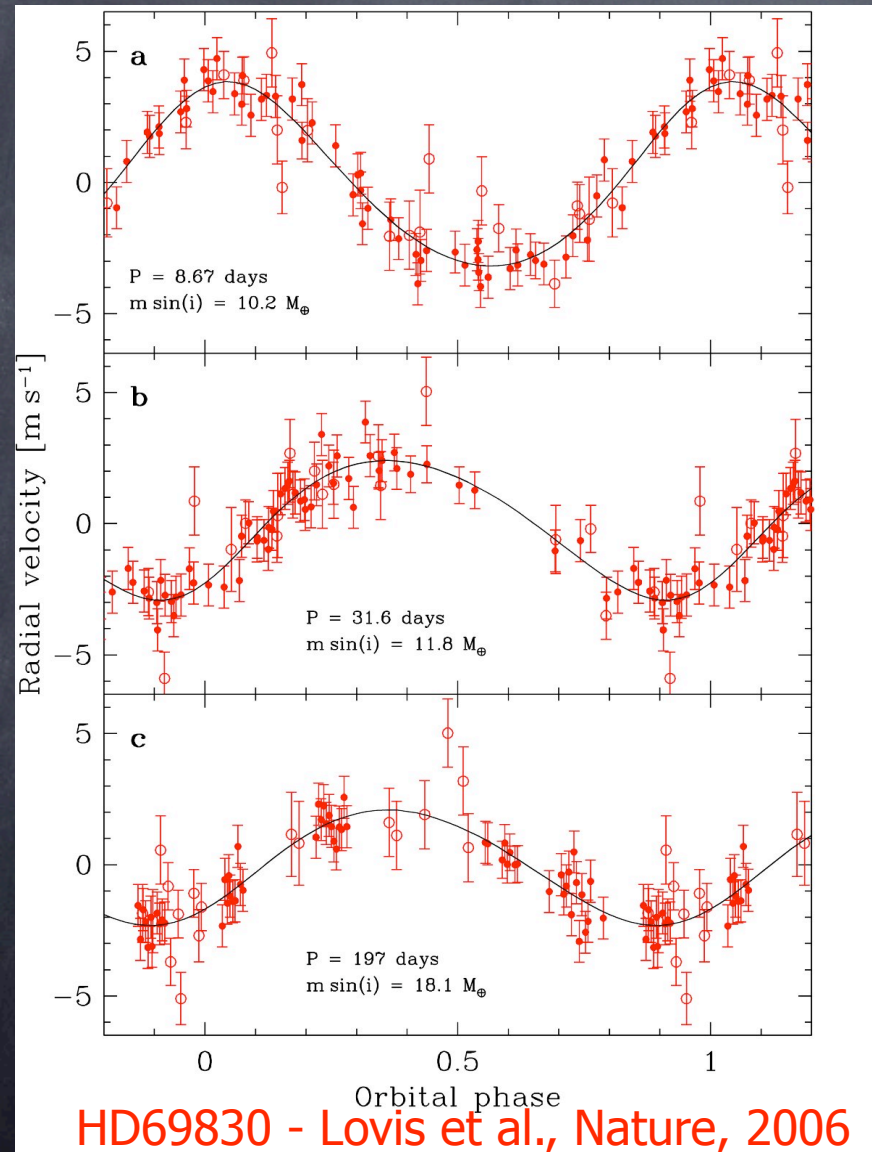 a
5
0
−5
P = 8.67 days
m sin(i) = 10.2 M⊕
b
5
0
−5
P = 31.6 days
m sin(i) = 11.8 M⊕
c
5
0
−5
P = 197 days
m sin(i) = 18.1 M⊕
Radial velocity [m s⁻¹]
0 0.5 1
Orbital phase
HD69830 - Lovis et al., Nature, 2006